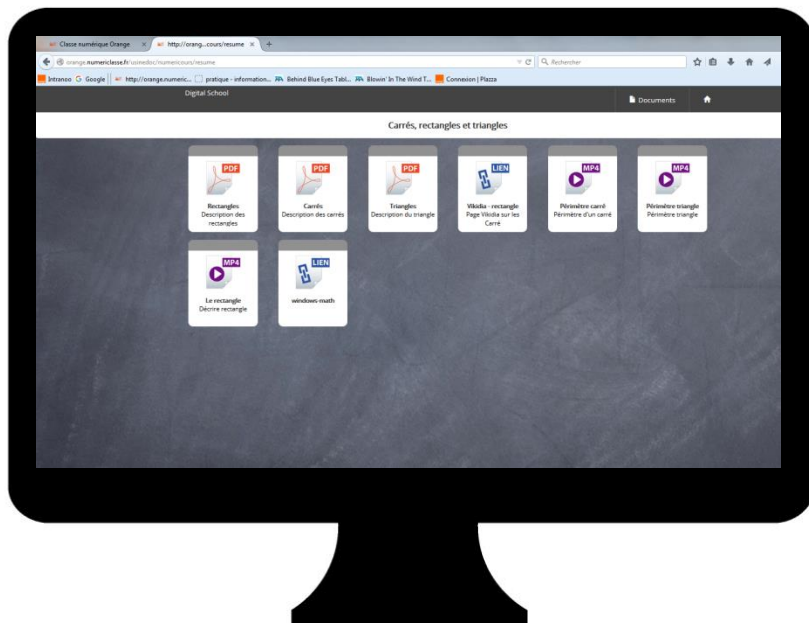 Classe numérique Orange
http://orang...cours/resume
orange.numericlasse.fr/usinedoc/numericours/resume
Rechercher
Intranoo
Google
http://orange.numeric...
pratique - information...
Behind Blue Eyes Tabl...
Blowin' In The Wind T...
Connexion | Plazza
Digital School
Documents
Carrés, rectangles et triangles
PDF
PDF
PDF
LIEN
MP4
MP4
Rectangles
Description des
rectangles
Carrés
Description des carrés
Triangles
Description du triangle
Vikidia - rectangle
Page Vikidia sur les
Carré
Périmètre carré
Périmètre d'un carré
Périmètre triangle
Périmètre triangle
MP4
LIEN
Le rectangle
Décrire rectangle
windows-math